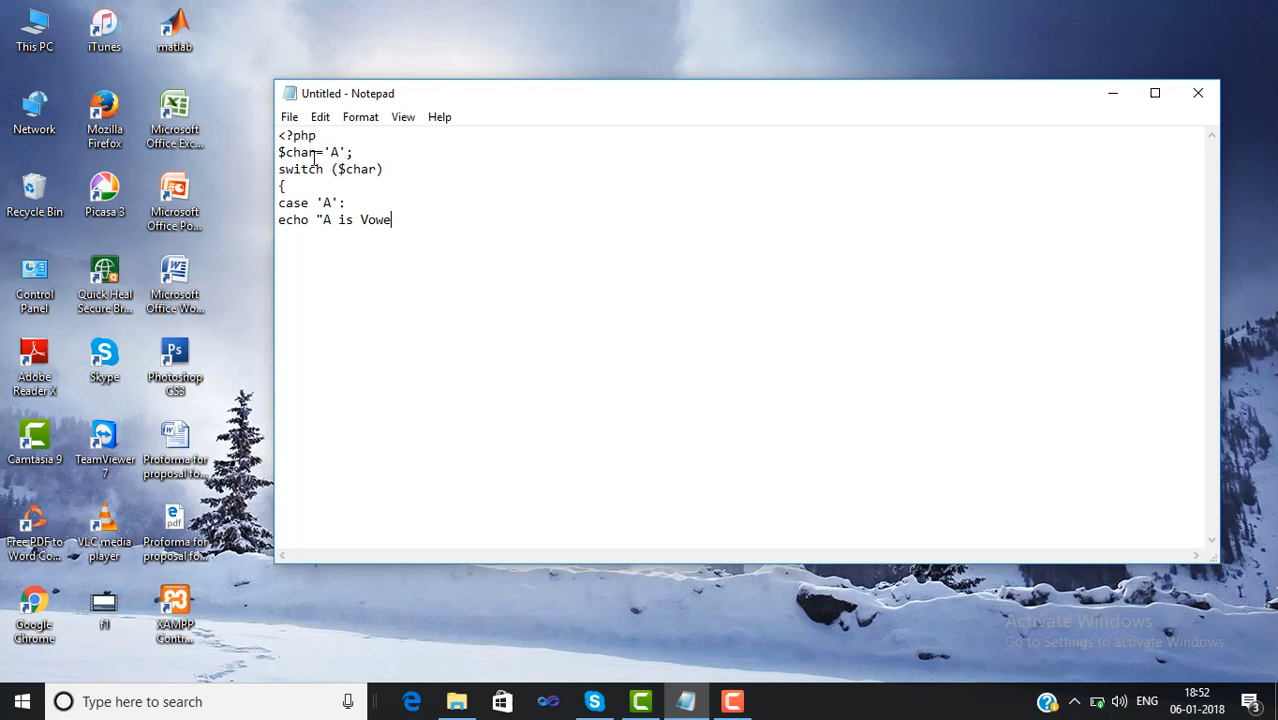 This PC
iTunes
matlab
Network
Mozilla
Firefox
Microsoft
Office Exc...
Recycle Bin
Picasa 3
Microsoft
Office Po...
Control
Panel
Quick Heal
Secure Br...
Microsoft
Office Wo...
Adobe
Reader X
Skype
Photoshop
CS3
Camtasia 9
TeamViewer
7
Proforma for
proposal fo...
Free PDF to
Word Co...
VLC media
player
Proforma for
proposal fo...
Google
Chrome
f1
XAMPP
Contr...
Untitled - Notepad
File Edit Format View Help
<?php
$char='A';
switch ($char)
{
case 'A':
echo "A is Vowe
Activate Windows
Go to Settings to activate Windows.
Type here to search
ENG
18:52
06-01-2018
3